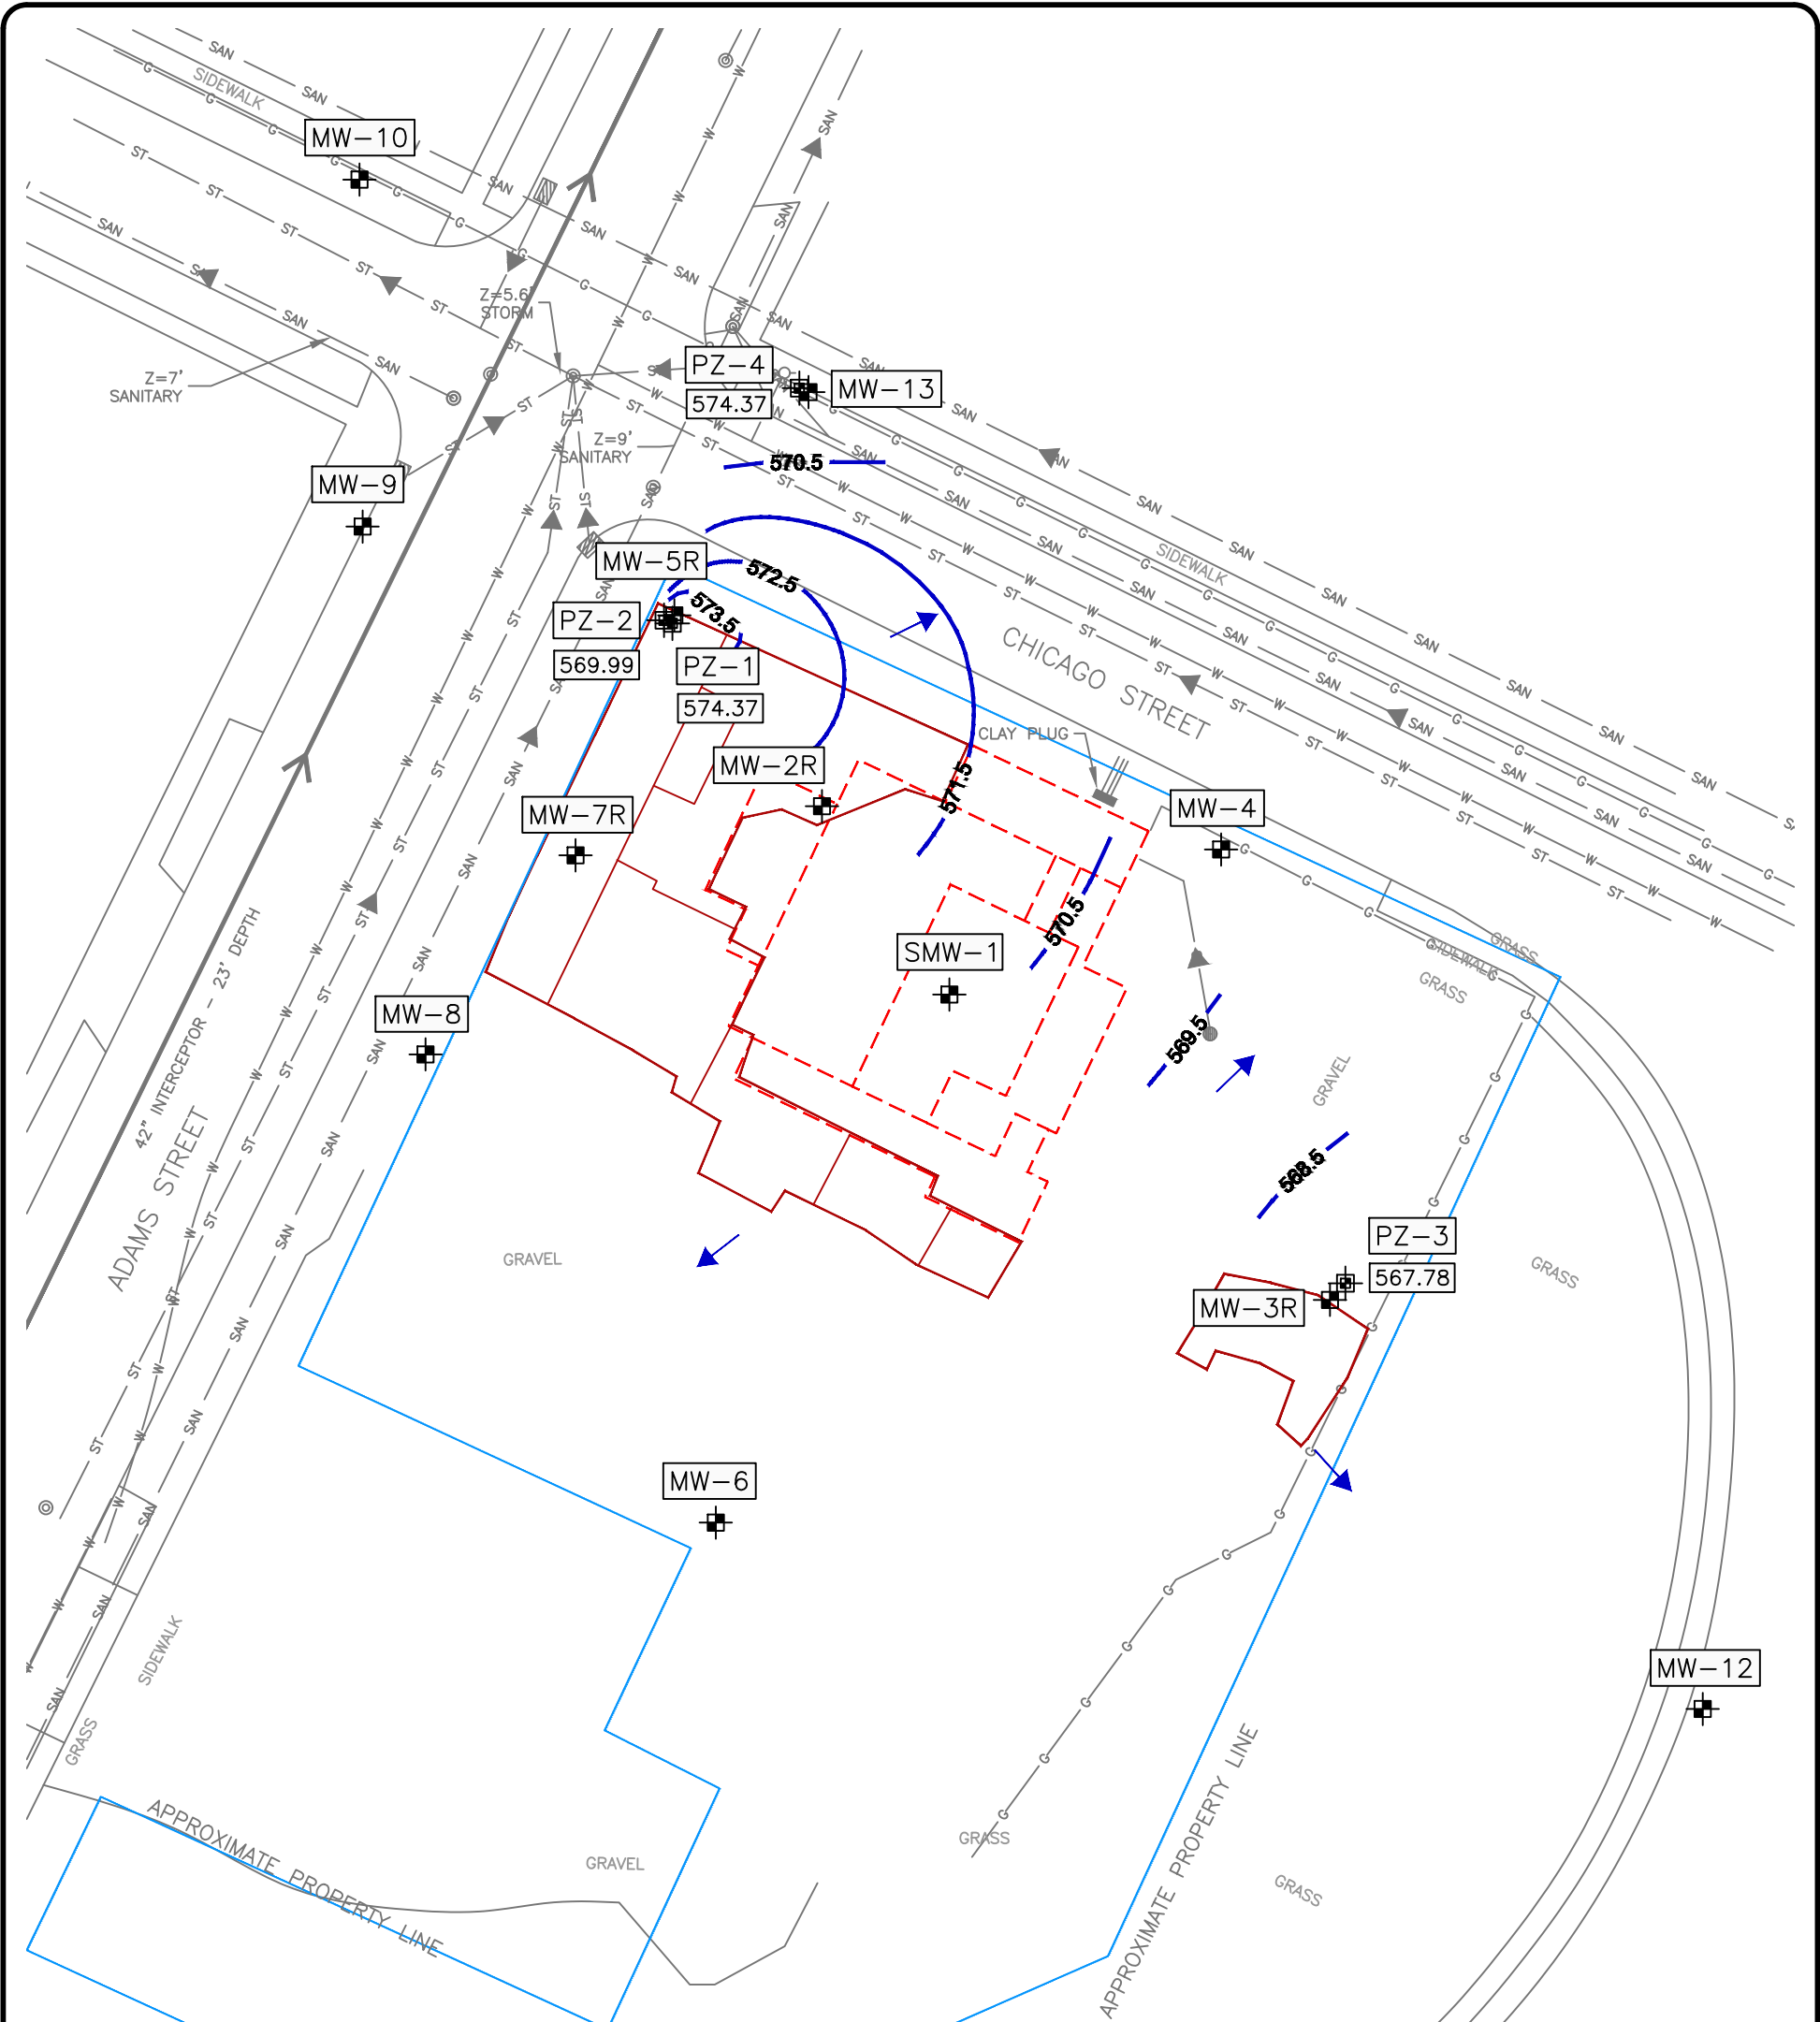 SAN
SIDEWALK
MW-10
Z=5.6'
STORM
Z=7'
SANITARY
PZ-4
574.37
MW-13
Z=9'
SANITARY
570.5
MW-9
SIDEWALK
MW-5R
572.5
573.5
PZ-2
569.99
PZ-1
574.37
CHICAGO STREET
CLAY PLUG
MW-2R
571.5
MW-7R
MW-4
570.5
SMW-1
GRASS
SIDEWALK
GRASS
MW-8
569.5
GRAVEL
42" INTERCEPTOR - 23' DEPTH
ADAMS STREET
568.5
GRAVEL
PZ-3
567.78
GRASS
MW-3R
MW-6
SIDEWALK
GRASS
MW-12
APPROXIMATE PROPERTY LINE
GRAVEL
GRASS
APPROXIMATE PROPERTY LINE
GRASS
ST
W
G